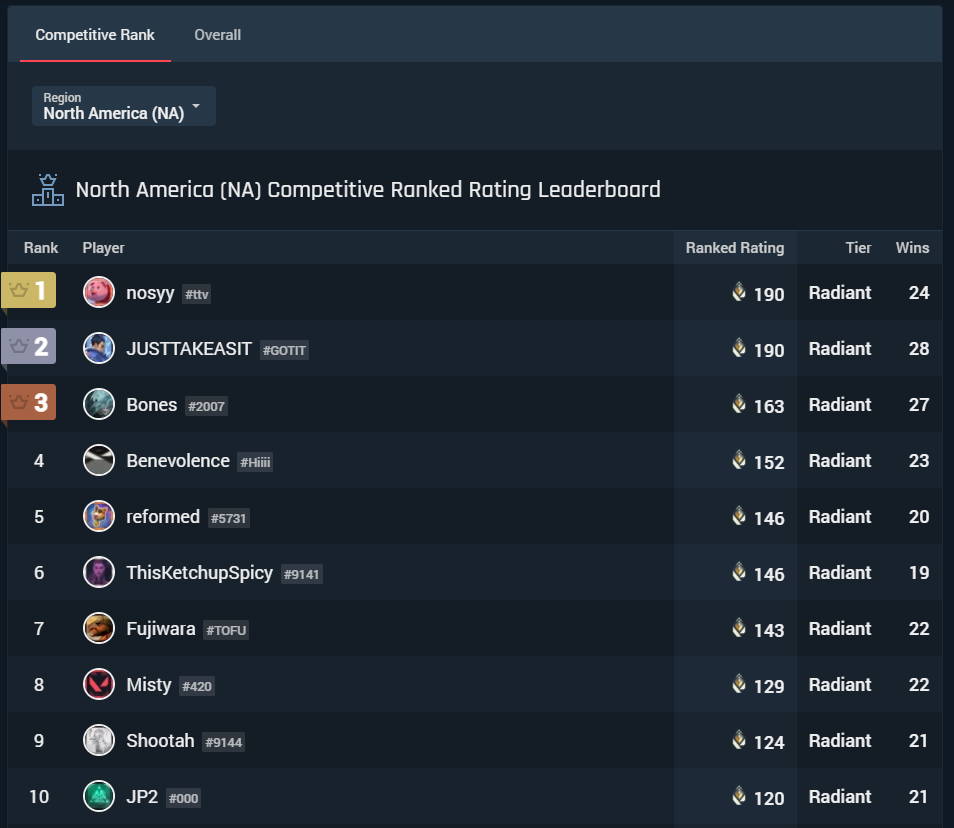 Competitive Rank Overall
Region
North America (NA)
North America (NA) Competitive Ranked Rating Leaderboard
Rank Player Ranked Rating Tier Wins
1 nosyy #ttv 190 Radiant 24
2 JUSTTAKEASIT #GOTIT 190 Radiant 28
3 Bones #2007 163 Radiant 27
4 Benevolence #Hiiii 152 Radiant 23
5 reformed #5731 146 Radiant 20
6 ThisKetchupSpicy #9141 146 Radiant 19
7 Fujiwara #TOFU 143 Radiant 22
8 Misty #420 129 Radiant 22
9 Shootah #9144 124 Radiant 21
10 JP2 #000 120 Radiant 21